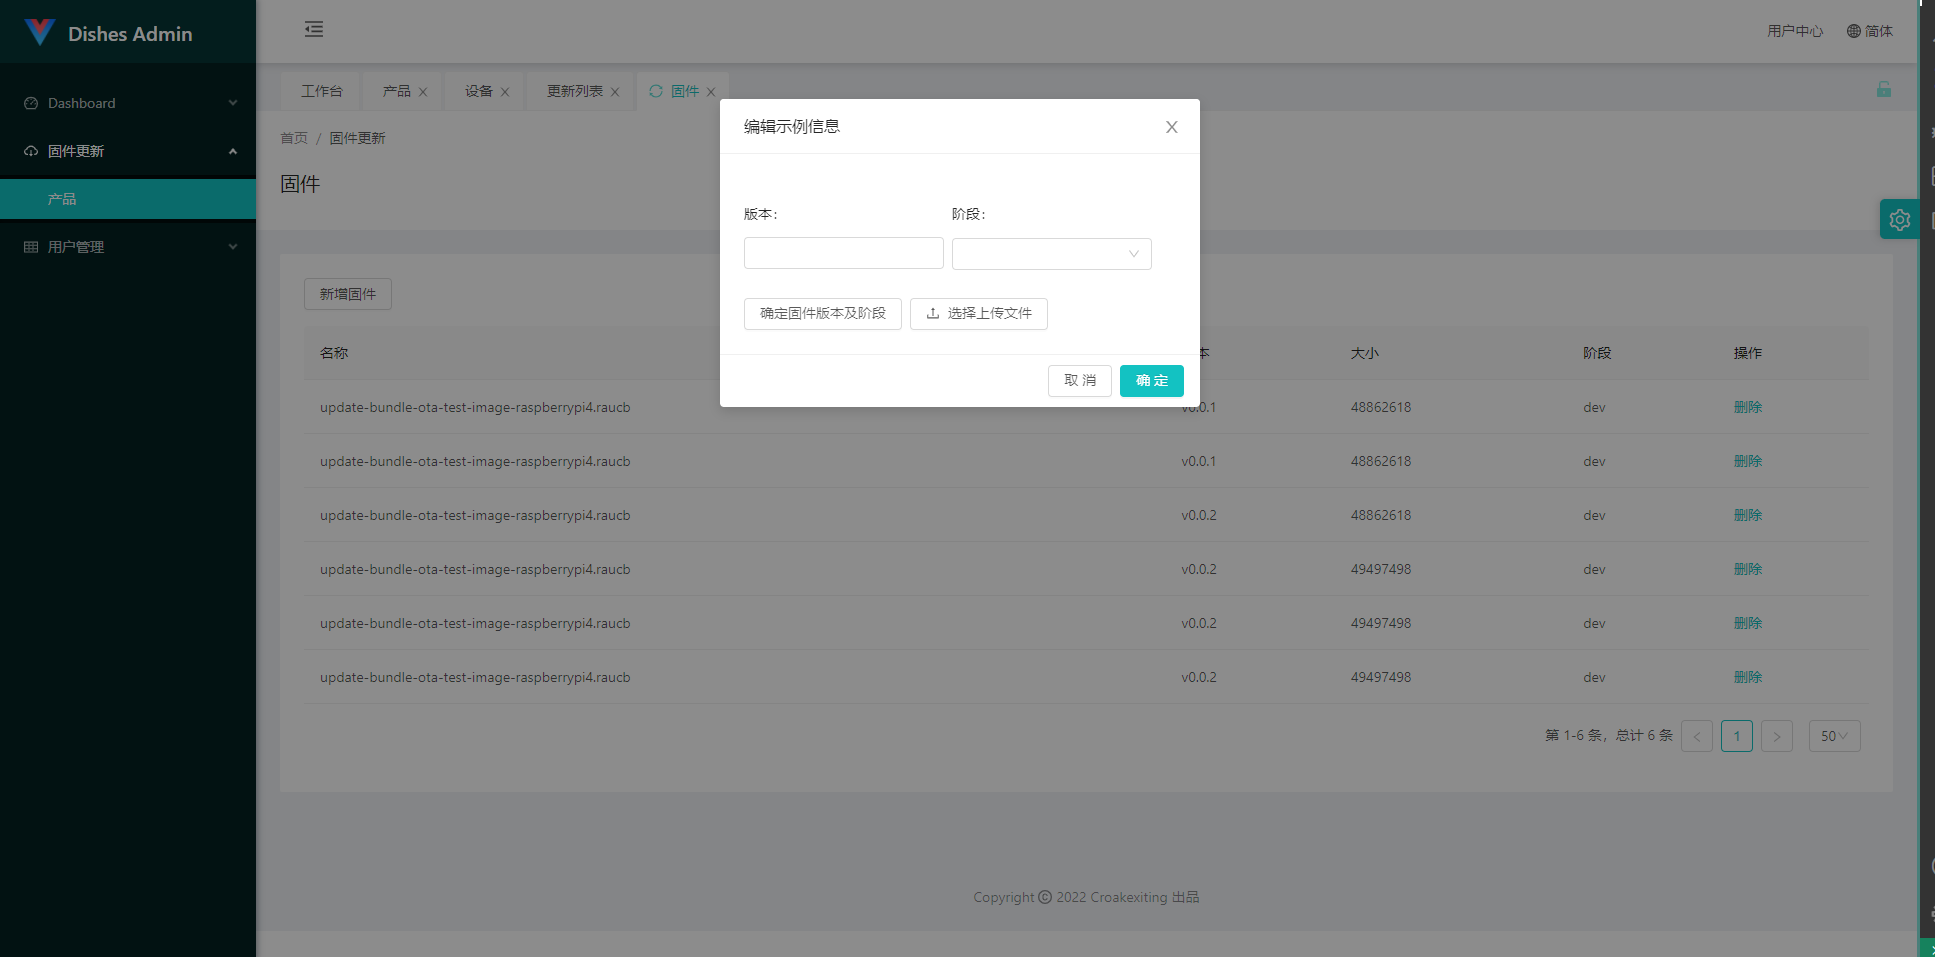 Dishes Admin
用户中心
简体
Dashboard
固件更新
产品
用户管理
工作台
产品
设备
更新列表
固件
首页 / 固件更新
固件
编辑示例信息
版本:
阶段:
确定固件版本及阶段
选择上传文件
取 消
确 定
新增固件
名称 本 大小 阶段 操作
update-bundle-ota-test-image-raspberrypi4.raucb v0.0.1 48862618 dev 删除
update-bundle-ota-test-image-raspberrypi4.raucb v0.0.1 48862618 dev 删除
update-bundle-ota-test-image-raspberrypi4.raucb v0.0.2 48862618 dev 删除
update-bundle-ota-test-image-raspberrypi4.raucb v0.0.2 49497498 dev 删除
update-bundle-ota-test-image-raspberrypi4.raucb v0.0.2 49497498 dev 删除
update-bundle-ota-test-image-raspberrypi4.raucb v0.0.2 49497498 dev 删除
第 1-6 条，总计 6 条 < 1 > 50
Copyright © 2022 Croakexiting 出品